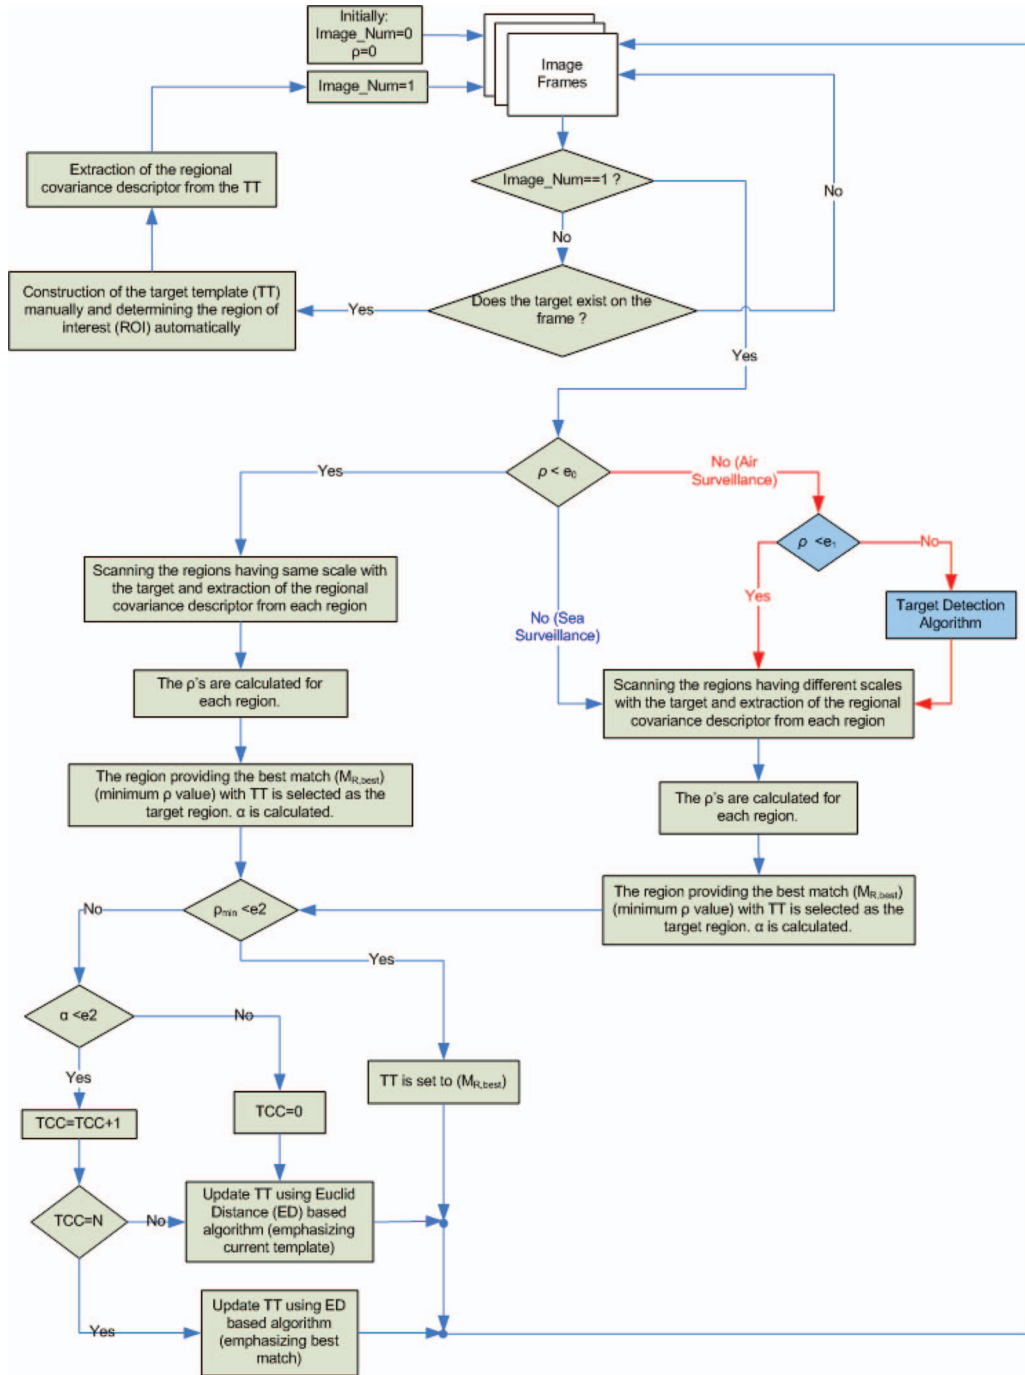 Initially:
Image_Num=0
ρ=0
Image
Frames
Image_Num=1
Extraction of the regional
covariance descriptor from the TT
Image_Num==1 ?
No
No
Construction of the target template (TT)
manually and determining the region of
interest (ROI) automatically
Yes
Does the target exist on the
frame ?
Yes
ρ < e₀
Yes
No (Air
Surveillance)
ρ <e₁
No
Yes
Target Detection
Algorithm
Scanning the regions having same scale with
the target and extraction of the regional
covariance descriptor from each region
No (Sea
Surveillance)
The ρ's are calculated for
each region.
Scanning the regions having different scales
with the target and extraction of the regional
covariance descriptor from each region
The region providing the best match (M_R,best)
(minimum ρ value) with TT is selected as the
target region. α is calculated.
The ρ's are calculated for
each region.
ρmin <e2
No
Yes
The region providing the best match (M_R,best)
(minimum ρ value) with TT is selected as the
target region. α is calculated.
α <e2
No
Yes
TT is set to (M_R,best)
TCC=TCC+1
TCC=0
TCC=N
No
Update TT using Euclid
Distance (ED) based
algorithm (emphasizing
current template)
Yes
Update TT using ED
based algorithm
(emphasizing best
match)